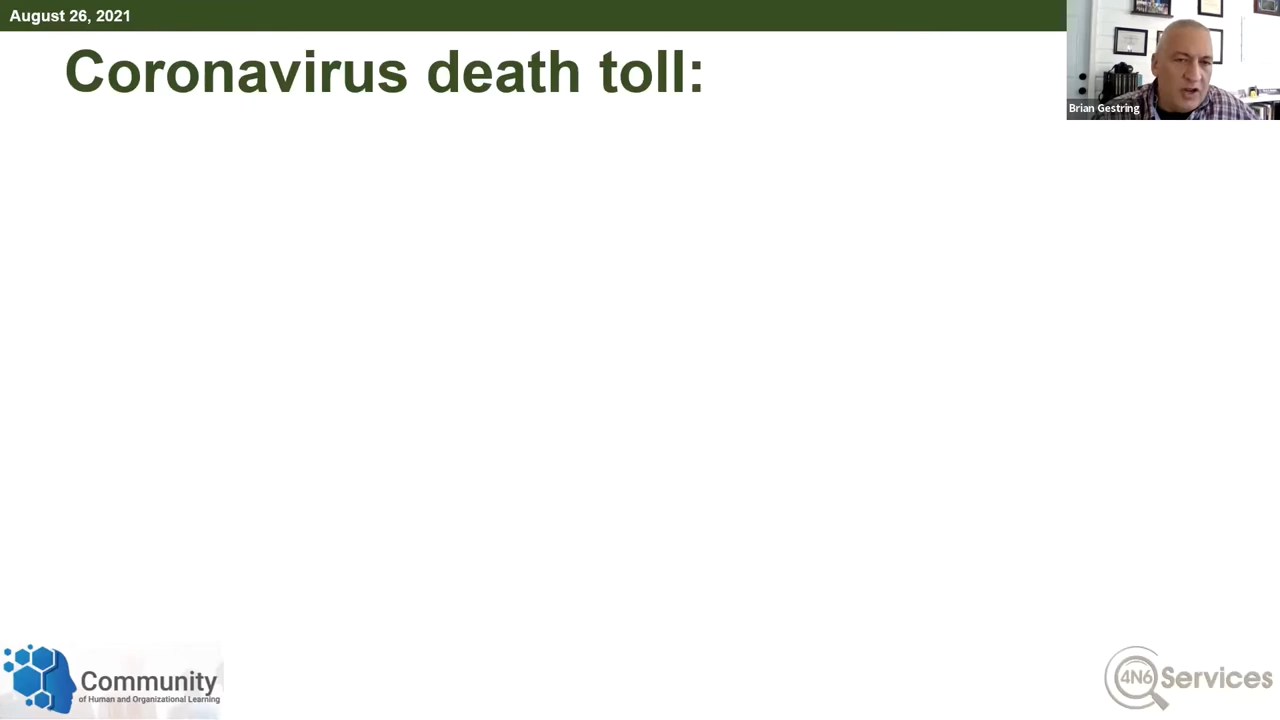 August 26, 2021
Coronavirus death toll:
Brian Gestring
Community
of Human and Organizational Learning
4N6 Services